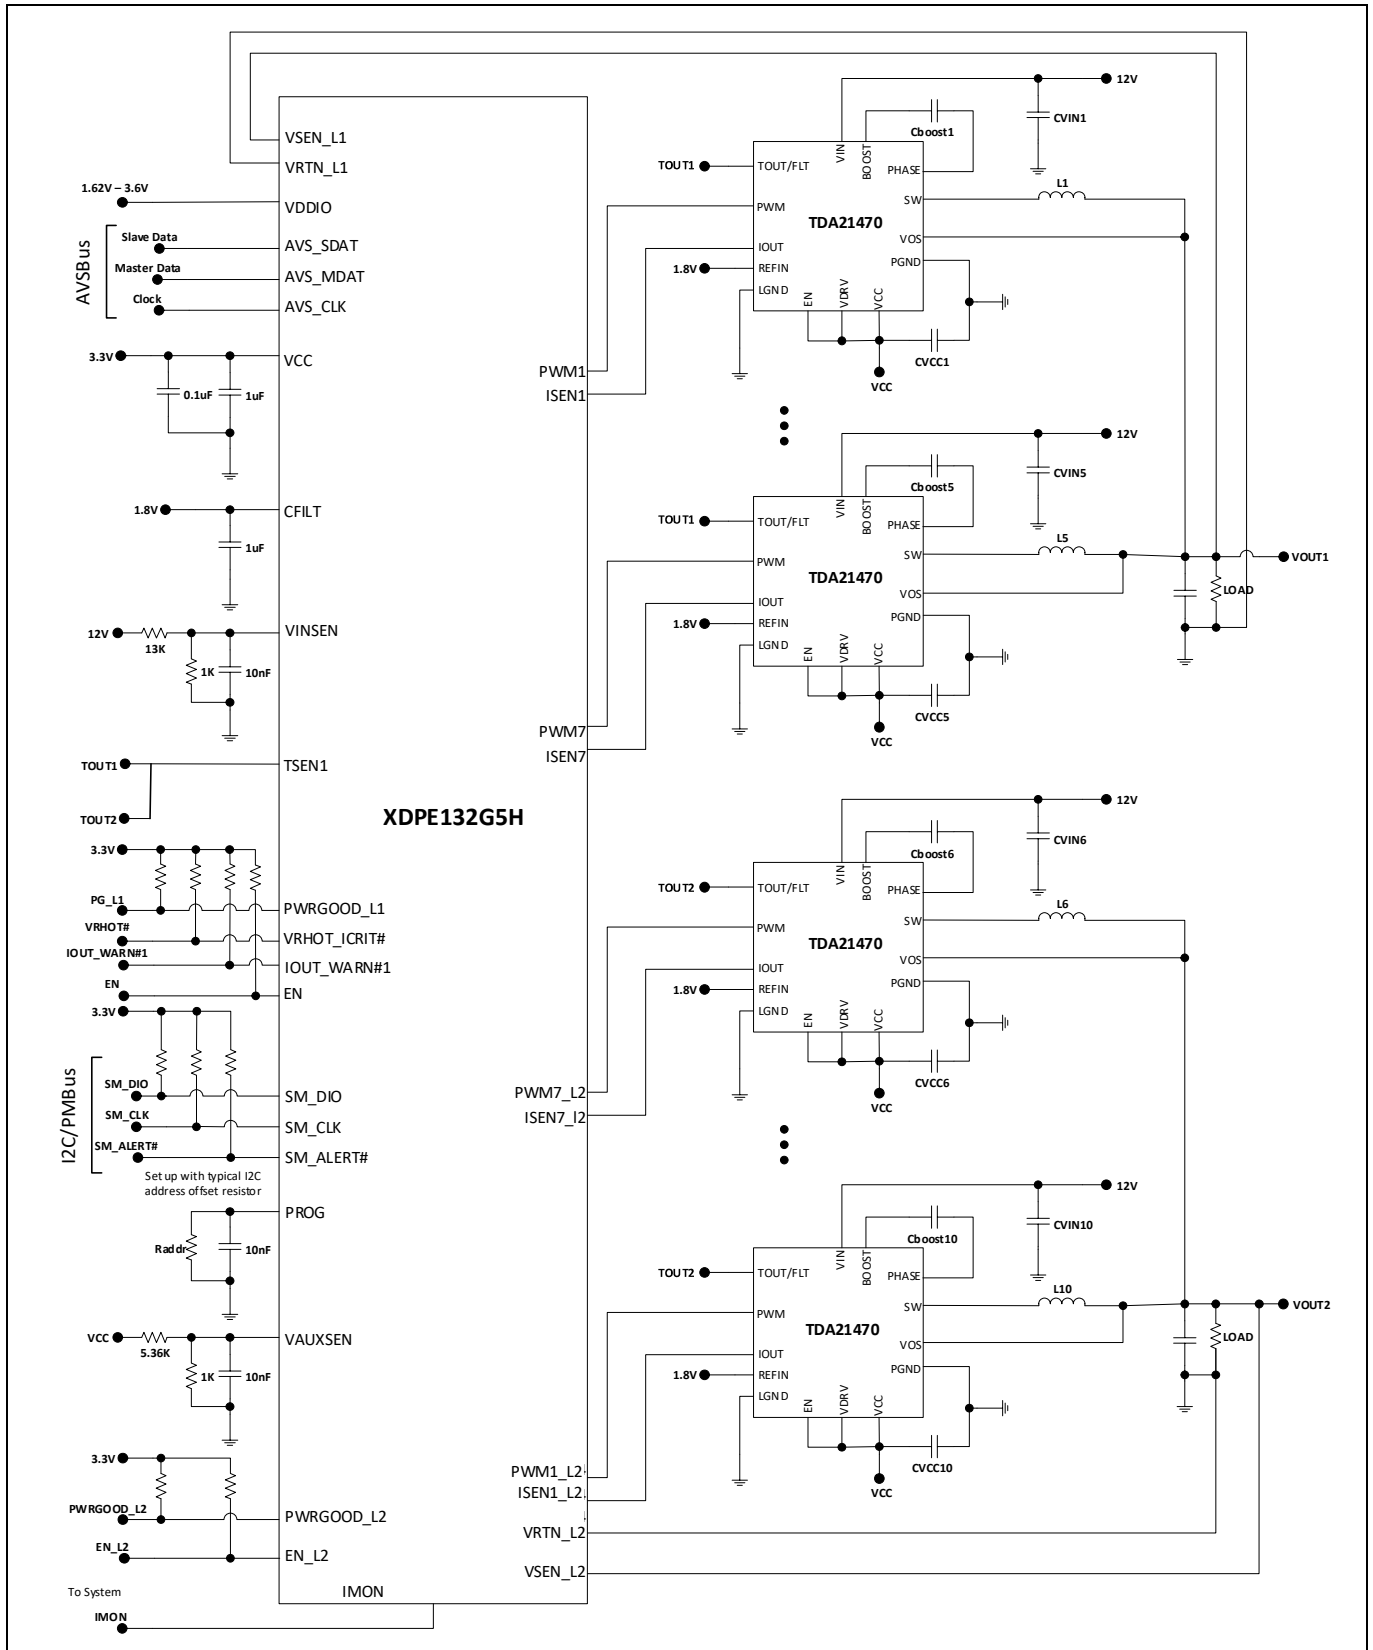 VSEN_L1
VRTN_L1
1.62V – 3.6V
VDDIO
AVSBus
Slave Data
AVS_SDAT
Master Data
AVS_MDAT
Clock
AVS_CLK
3.3V
VCC
0.1uF
1uF
1.8V
CFILT
1uF
12V
13K
VINSEN
1K
10nF
TOUT1
TSEN1
TOUT2
XDPE132G5H
3.3V
PG_L1
PWRGOOD_L1
VRHOT#
VRHOT_ICRIT#
IOUT_WARN#1
IOUT_WARN#1
EN
EN
3.3V
I2C/PMBus
SM_DIO
SM_DIO
SM_CLK
SM_CLK
SM_ALERT#
SM_ALERT#
Set up with typical I2C
address offset resistor
PROG
Raddr
10nF
VCC
5.36K
VAUXSEN
1K
10nF
3.3V
PWRGOOD_L2
PWRGOOD_L2
EN_L2
EN_L2
To System
IMON
IMON
PWM1
ISEN1
PWM7
ISEN7
PWM7_L2
ISEN7_l2
PWM1_L2
ISEN1_L2
VRTN_L2
VSEN_L2
12V
CVIN1
Cboost1
TOUT1
TOUT/FLT
VIN
BOOST
PHASE
L1
SW
PWM
TDA21470
VOS
IOUT
1.8V
REFIN
PGND
LGND
EN
VDRV
VCC
CVCC1
VCC
12V
CVIN5
Cboost5
TOUT1
TOUT/FLT
VIN
BOOST
PHASE
L5
SW
PWM
TDA21470
VOS
IOUT
1.8V
REFIN
PGND
LGND
EN
VDRV
VCC
CVCC5
VCC
VOUT1
LOAD
12V
CVIN6
Cboost6
TOUT2
TOUT/FLT
VIN
BOOST
PHASE
L6
SW
PWM
TDA21470
VOS
IOUT
1.8V
REFIN
PGND
LGND
EN
VDRV
VCC
CVCC6
VCC
12V
CVIN10
Cboost10
TOUT2
TOUT/FLT
VIN
BOOST
PHASE
L10
SW
PWM
TDA21470
VOS
IOUT
1.8V
REFIN
PGND
LGND
EN
VDRV
VCC
CVCC10
VCC
VOUT2
LOAD